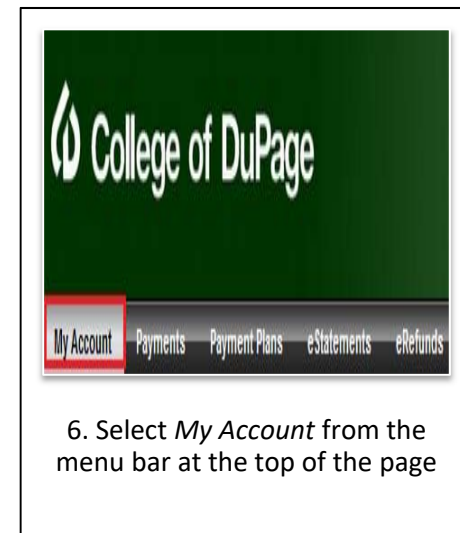 College of DuPage
My Account Payments Payment Plans eStatements eRefunds
6. Select My Account from the
menu bar at the top of the page